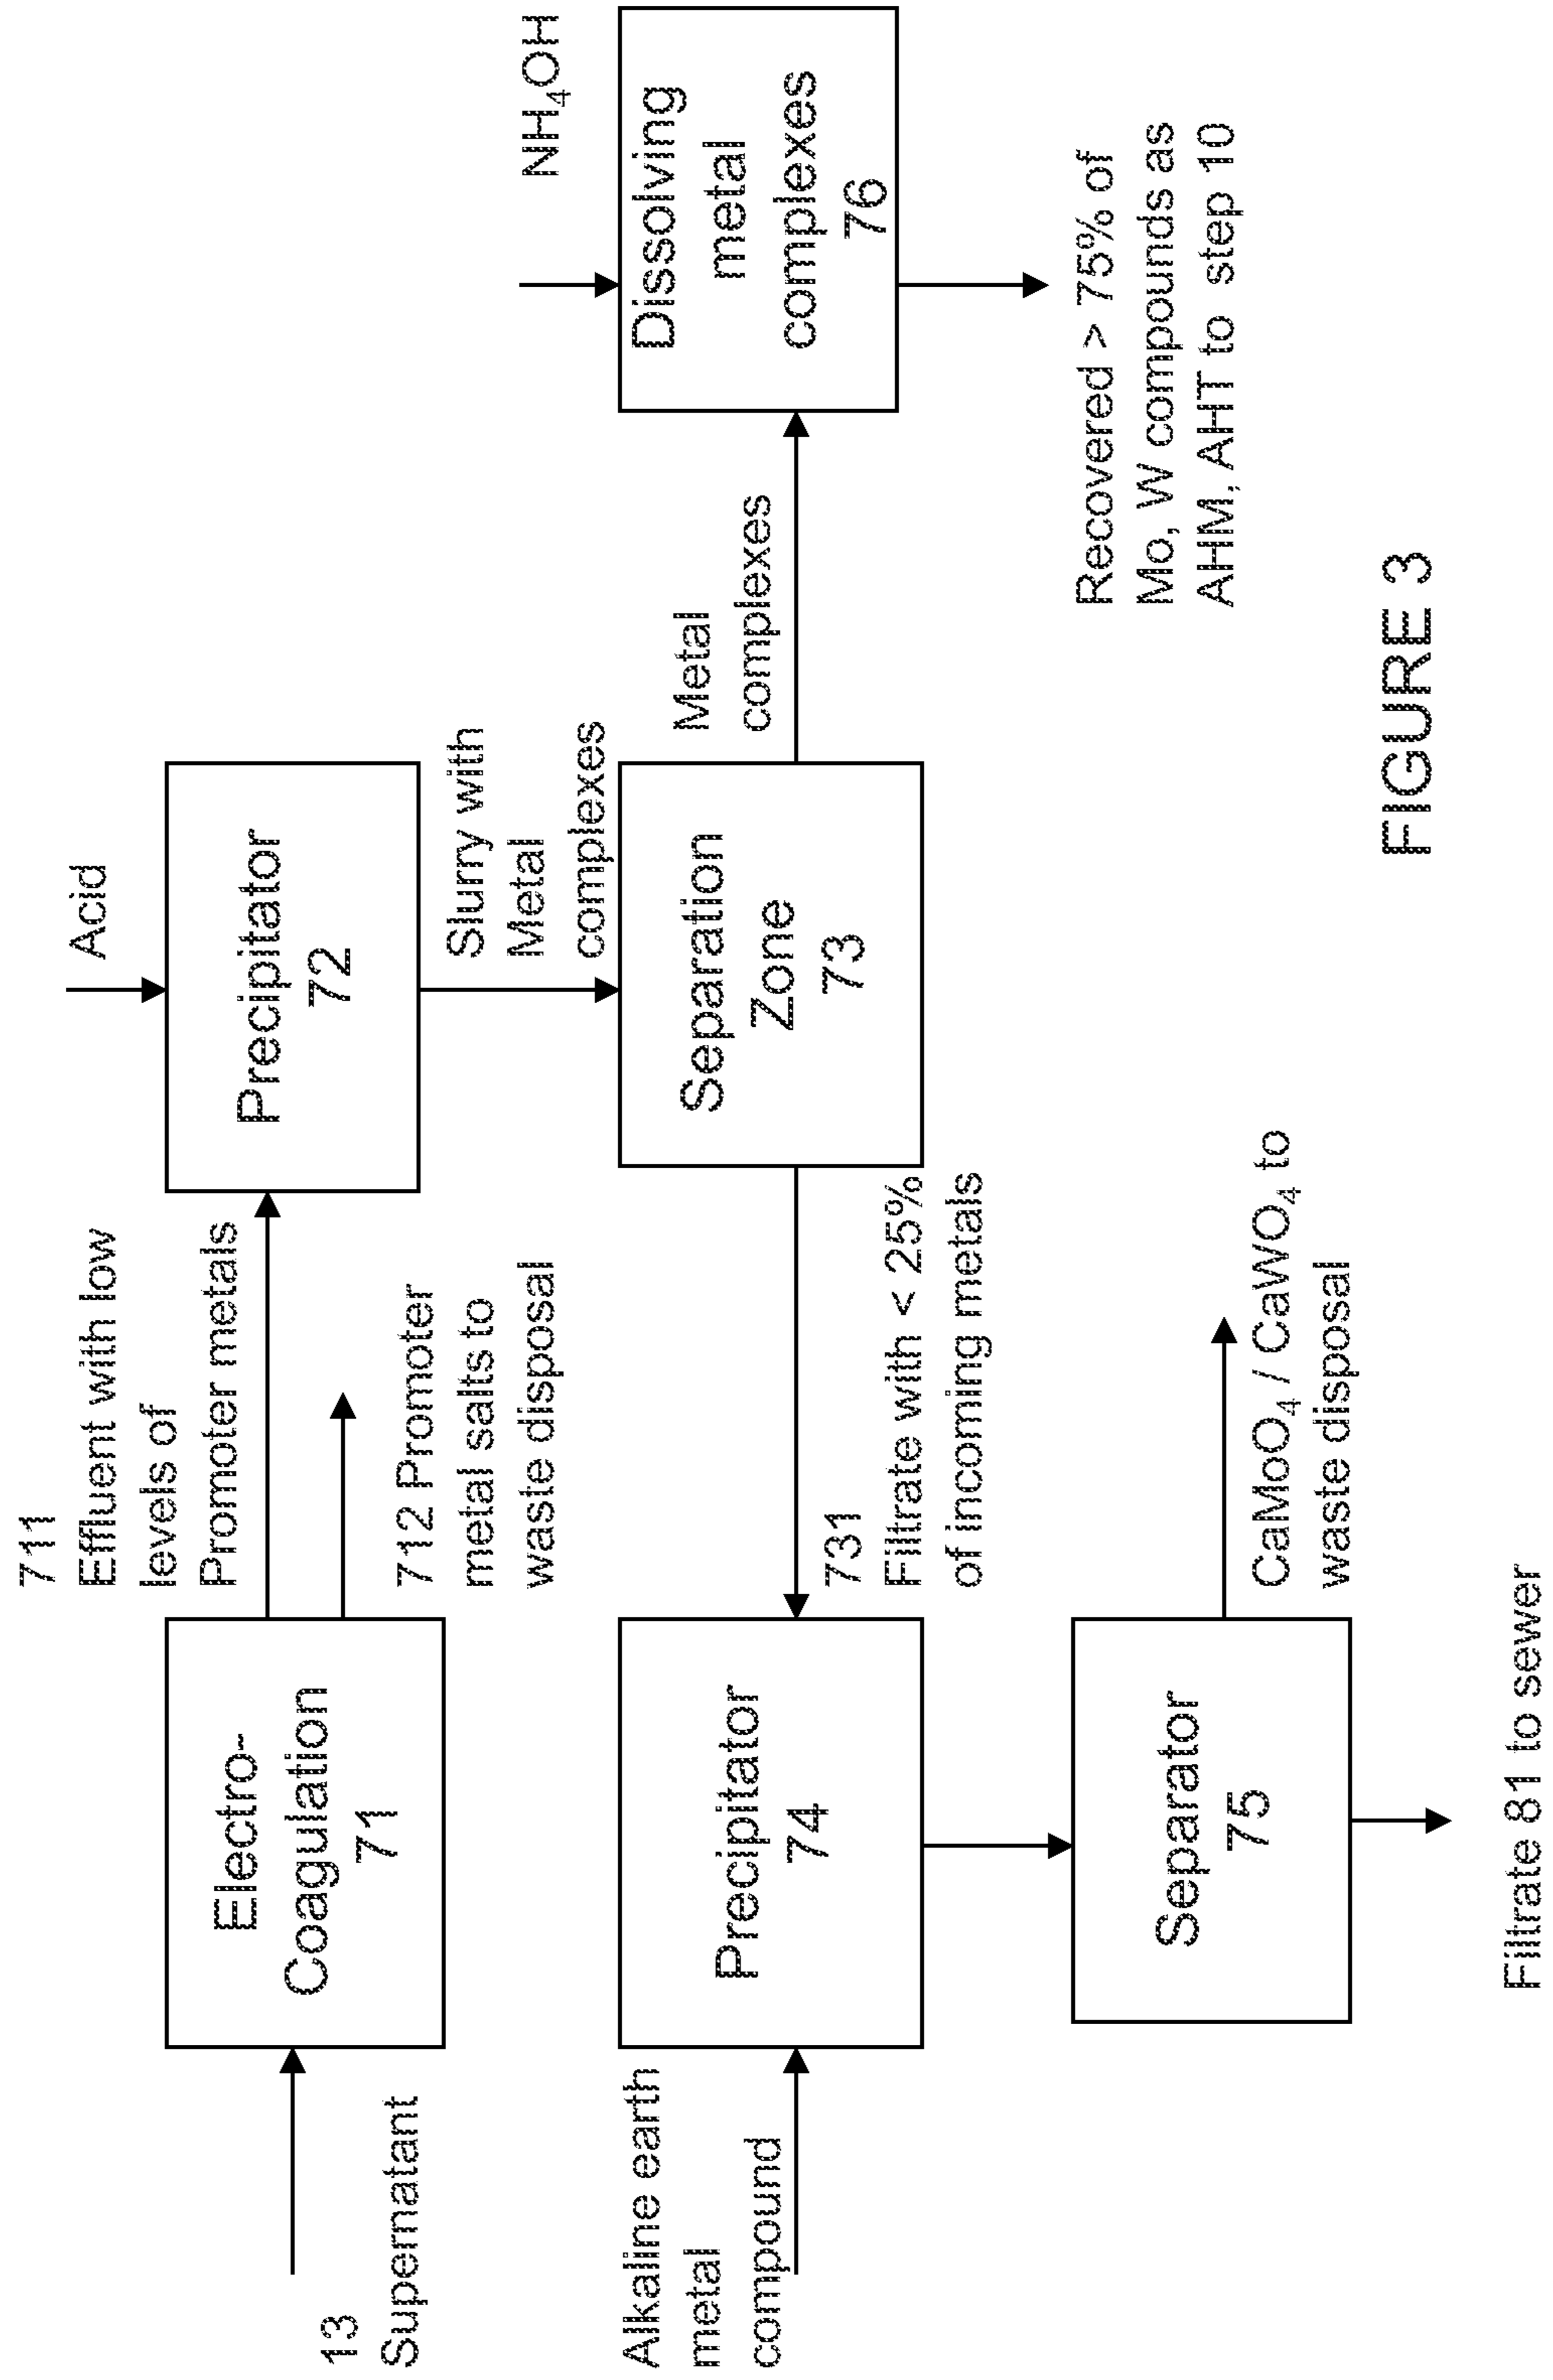 711
Effluent with low
levels of
Promoter metals
Acid
13
Supernatant
Electro-
Coagulation
71
712 Promoter
metal salts to
waste disposal
Precipitator
72
Slurry with
Metal
complexes
NH4OH
Alkaline earth
metal
compound
Precipitator
74
731
Filtrate with < 25%
of incoming metals
Separation
Zone
73
Metal
complexes
Dissolving
metal
complexes
76
Separator
75
CaMoO4 / CaWO4 to
waste disposal
Recovered > 75% of
Mo, W compounds as
AHM, AHT to step 10
Filtrate 81 to sewer
FIGURE 3